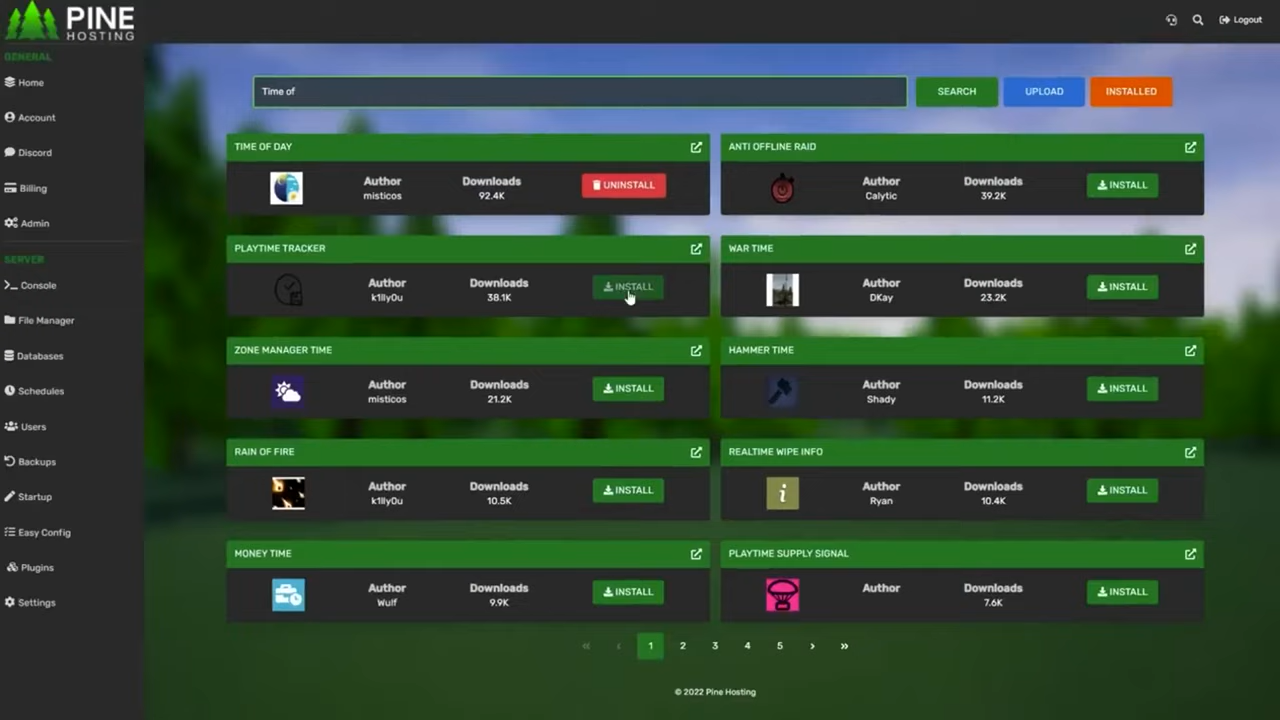 PINE
HOSTING
Logout
GENERAL
Home
Account
Discord
Billing
Admin
SERVER
Console
File Manager
Databases
Schedules
Users
Backups
Startup
Easy Config
Plugins
Settings
Time of
SEARCH
UPLOAD
INSTALLED
TIME OF DAY
Author
misticos
Downloads
92.4K
UNINSTALL
ANTI OFFLINE RAID
Author
Calytic
Downloads
39.2K
INSTALL
PLAYTIME TRACKER
Author
k1lly0u
Downloads
38.1K
INSTALL
WAR TIME
Author
DKay
Downloads
23.2K
INSTALL
ZONE MANAGER TIME
Author
misticos
Downloads
21.2K
INSTALL
HAMMER TIME
Author
Shady
Downloads
11.2K
INSTALL
RAIN OF FIRE
Author
k1lly0u
Downloads
10.5K
INSTALL
REALTIME WIPE INFO
Author
Ryan
Downloads
10.4K
INSTALL
MONEY TIME
Author
Wulf
Downloads
9.9K
INSTALL
PLAYTIME SUPPLY SIGNAL
Author
Downloads
7.6K
INSTALL
« ‹ 1 2 3 4 5 › »
© 2022 Pine Hosting